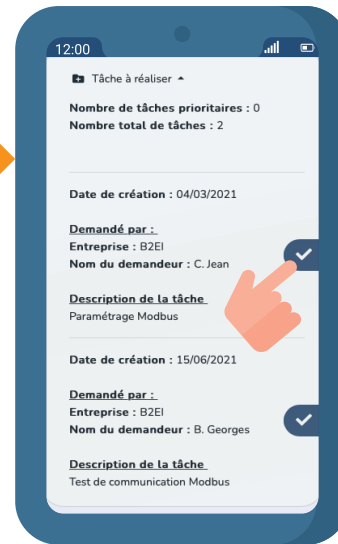 12:00
Tâche à réaliser
Nombre de tâches prioritaires : 0
Nombre total de tâches : 2
Date de création : 04/03/2021
Demandé par :
Entreprise : B2EI
Nom du demandeur : C. Jean
Description de la tâche
Paramétrage Modbus
Date de création : 15/06/2021
Demandé par :
Entreprise : B2EI
Nom du demandeur : B. Georges
Description de la tâche
Test de communication Modbus